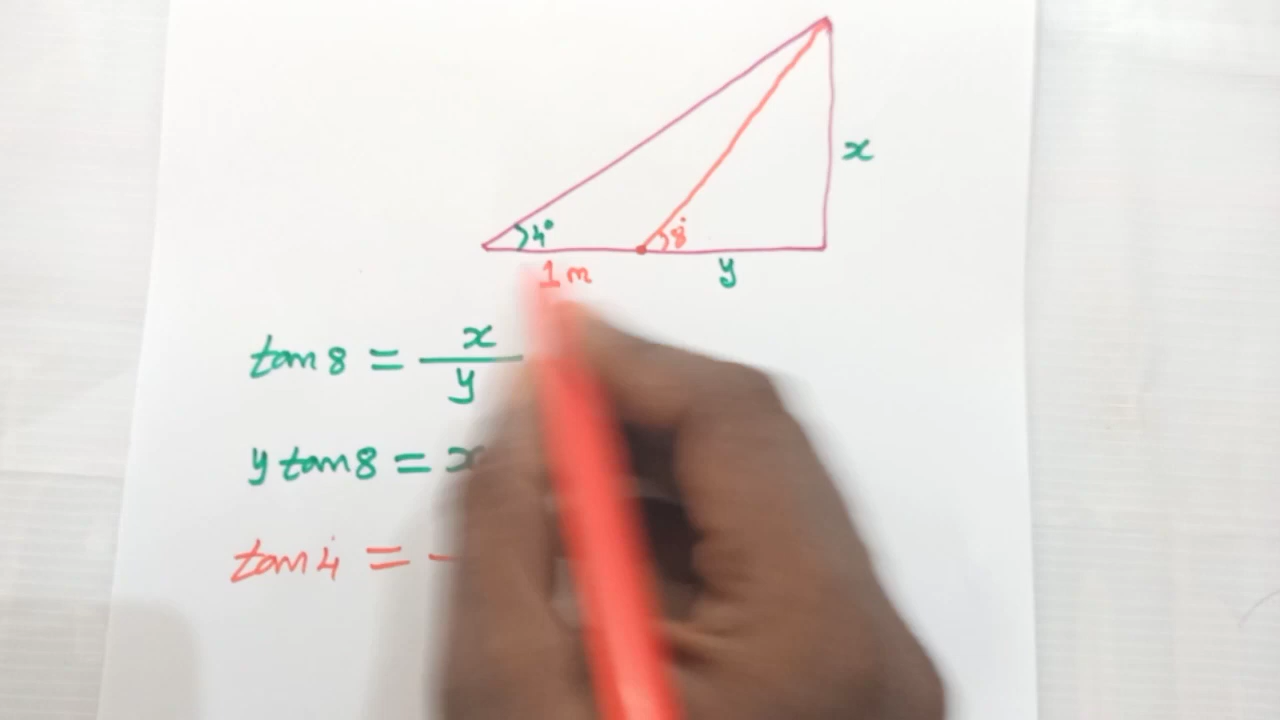 x
4° 8°
1m y
tan 8 = x/y
y tan 8 = x
tan 4 = -